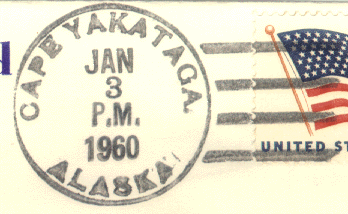 CAPE YAKATAGA.
JAN
3
P.M.
1960
ALASKA
UNITED ST
d